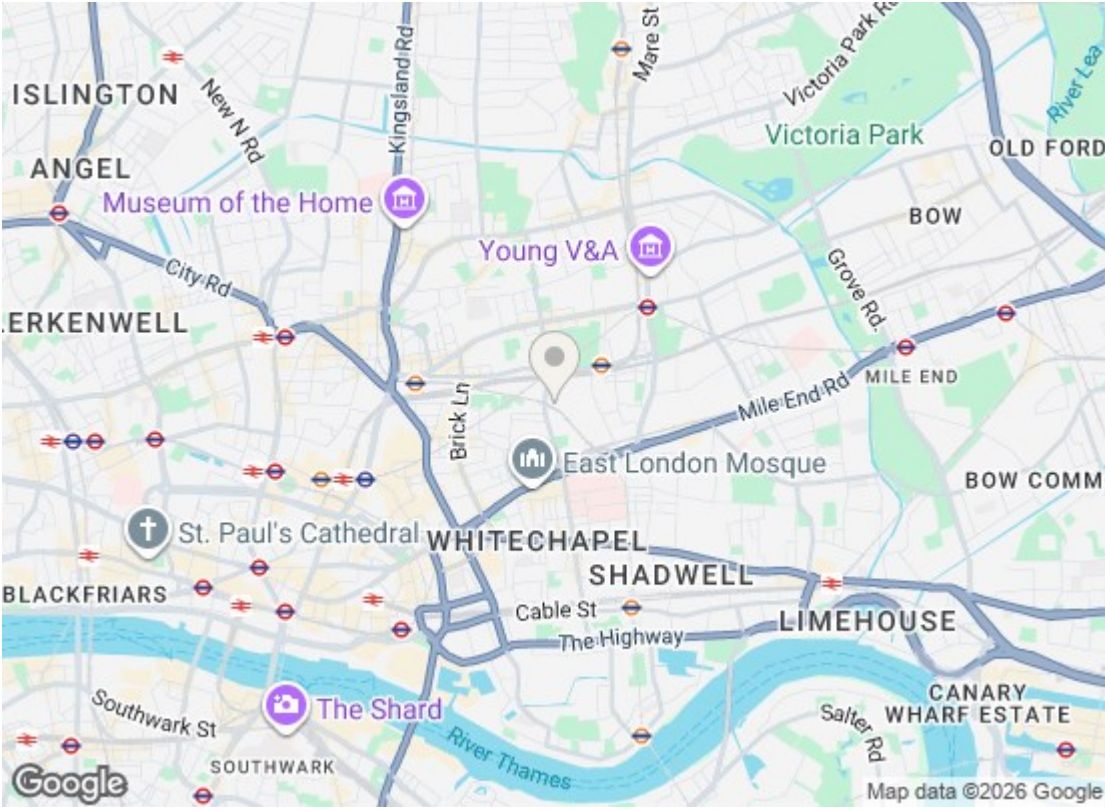 Mare St
Kingsland Rd
Victoria Park Rd
River Lea
ISLINGTON
New N Rd
Victoria Park
OLD FORD
ANGEL
Museum of the Home
BOW
Young V&A
City Rd
Grove Rd.
LERKENWELL
MILE END
Brick Ln
Mile End Rd
East London Mosque
BOW COMM
St. Paul's Cathedral
WHITECHAPEL
SHADWELL
BLACKFRIARS
Cable St
The Highway
LIMEHOUSE
CANARY
WHARF ESTATE
Southwark St
The Shard
Salter Rd
River Thames
SOUTHWARK
Google
Map data ©2026 Google